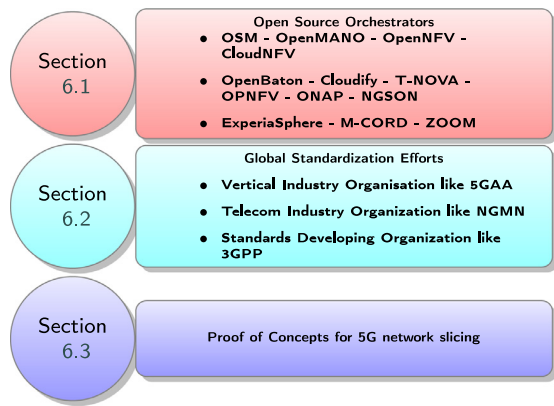 Section
6.1
Open Source Orchestrators
• OSM - OpenMANO - OpenNFV -
CloudNFV
• OpenBaton - Cloudify - T-NOVA -
OPNFV - ONAP - NGSON
• ExperiaSphere - M-CORD - ZOOM
Section
6.2
Global Standardization Efforts
• Vertical Industry Organisation like 5GAA
• Telecom Industry Organization like NGMN
• Standards Developing Organization like
3GPP
Section
6.3
Proof of Concepts for 5G network slicing